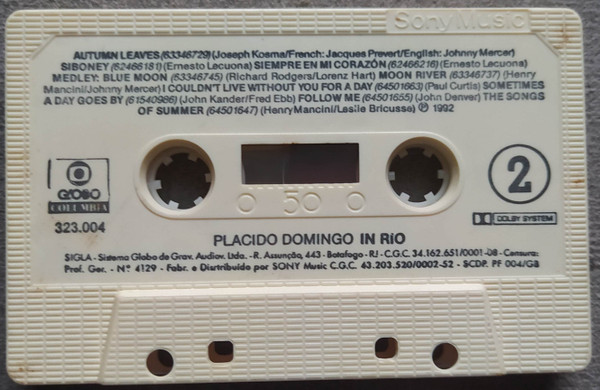 Sony Music
AUTUMN LEAVES (63346729) (Joseph Kosma/French: Jacques Prevert/English: Johnny Mercer)
SIBONEY (62466181) (Ernesto Lecuona) SIEMPRE EN MI CORAZÓN (62466216) (Ernesto Lecuona)
MEDLEY: BLUE MOON (63346745) (Richard Rodgers/Lorenz Hart) MOON RIVER (63346737) (Henry
Mancini/Johnny Mercer) I COULDN'T LIVE WITHOUT YOU FOR A DAY (64501663) (Paul Curtis) SOMETIMES
A DAY GOES BY (61540986) (John Kander/Fred Ebb) FOLLOW ME (64501655) (John Denver) THE SONGS
OF SUMMER (64501647) (Henry Mancini/Leslie Bricusse) ℗ 1992
GLOBO
COLUMBIA
323.004
50
2
DOLBY SYSTEM
PLACIDO DOMINGO IN RIO
SIGLA - Sistema Globo de Grav. Audiov. Ltda. - R. Assunção, 443 - Botafogo - RJ - C.G.C. 34.162.651/0001-08 - Censura:
Prof. Ger. - Nº 4129 - Fabr. e Distribuído por SONY Music C.G.C. 43.203.520/0002-52 - SCDP. PF 004/GB